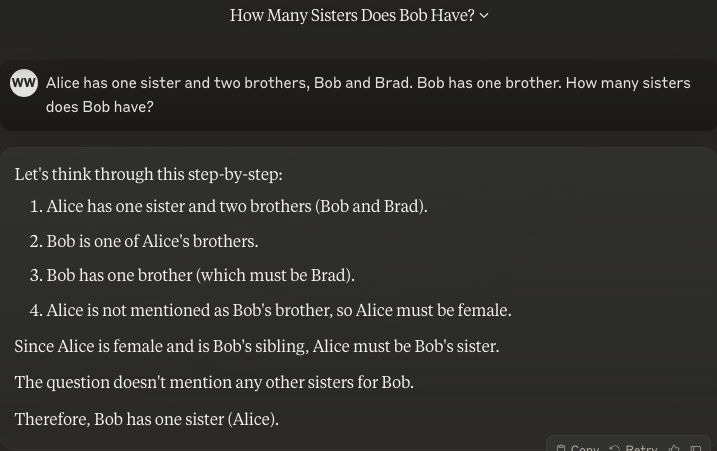 How Many Sisters Does Bob Have?
WW
Alice has one sister and two brothers, Bob and Brad. Bob has one brother. How many sisters
does Bob have?
Let's think through this step-by-step:
1. Alice has one sister and two brothers (Bob and Brad).
2. Bob is one of Alice's brothers.
3. Bob has one brother (which must be Brad).
4. Alice is not mentioned as Bob's brother, so Alice must be female.
Since Alice is female and is Bob's sibling, Alice must be Bob's sister.
The question doesn't mention any other sisters for Bob.
Therefore, Bob has one sister (Alice).
Copy Retry